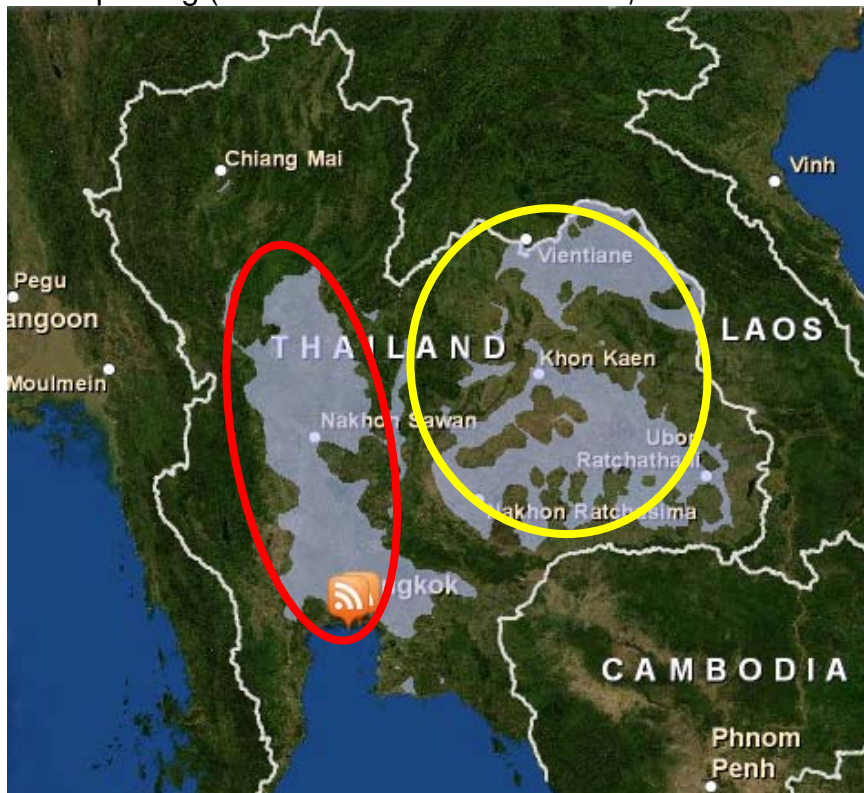 Chiang Mai
Vinh
Vientiane
Pegu
angoon
THAILAND
LAOS
Khon Kaen
Moulmein
Nakhon Sawan
Ubon
Ratchathani
Nakhon Ratchasima
ngkok
CAMBODIA
Phnom
Penh